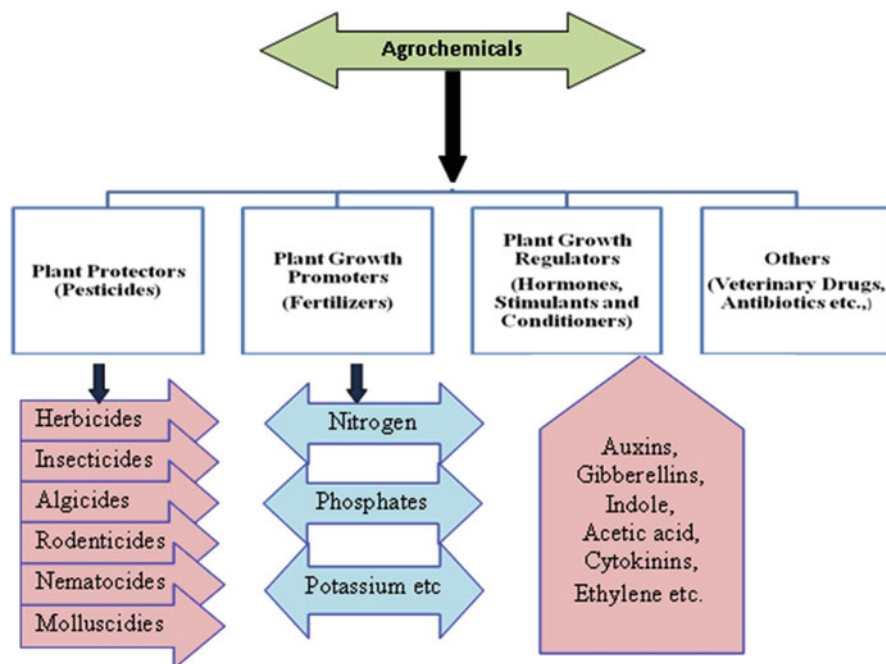 Agrochemicals
Plant Protectors
(Pesticides)
Plant Growth
Promoters
(Fertilizers)
Plant Growth
Regulators
(Hormones,
Stimulants and
Conditioners)
Others
(Veterinary Drugs,
Antibiotics etc.,)
Herbicides
Insecticides
Algicides
Rodenticides
Nematocides
Molluscidies
Nitrogen
Phosphates
Potassium etc
Auxins,
Gibberellins,
Indole,
Acetic acid,
Cytokinins,
Ethylene etc.